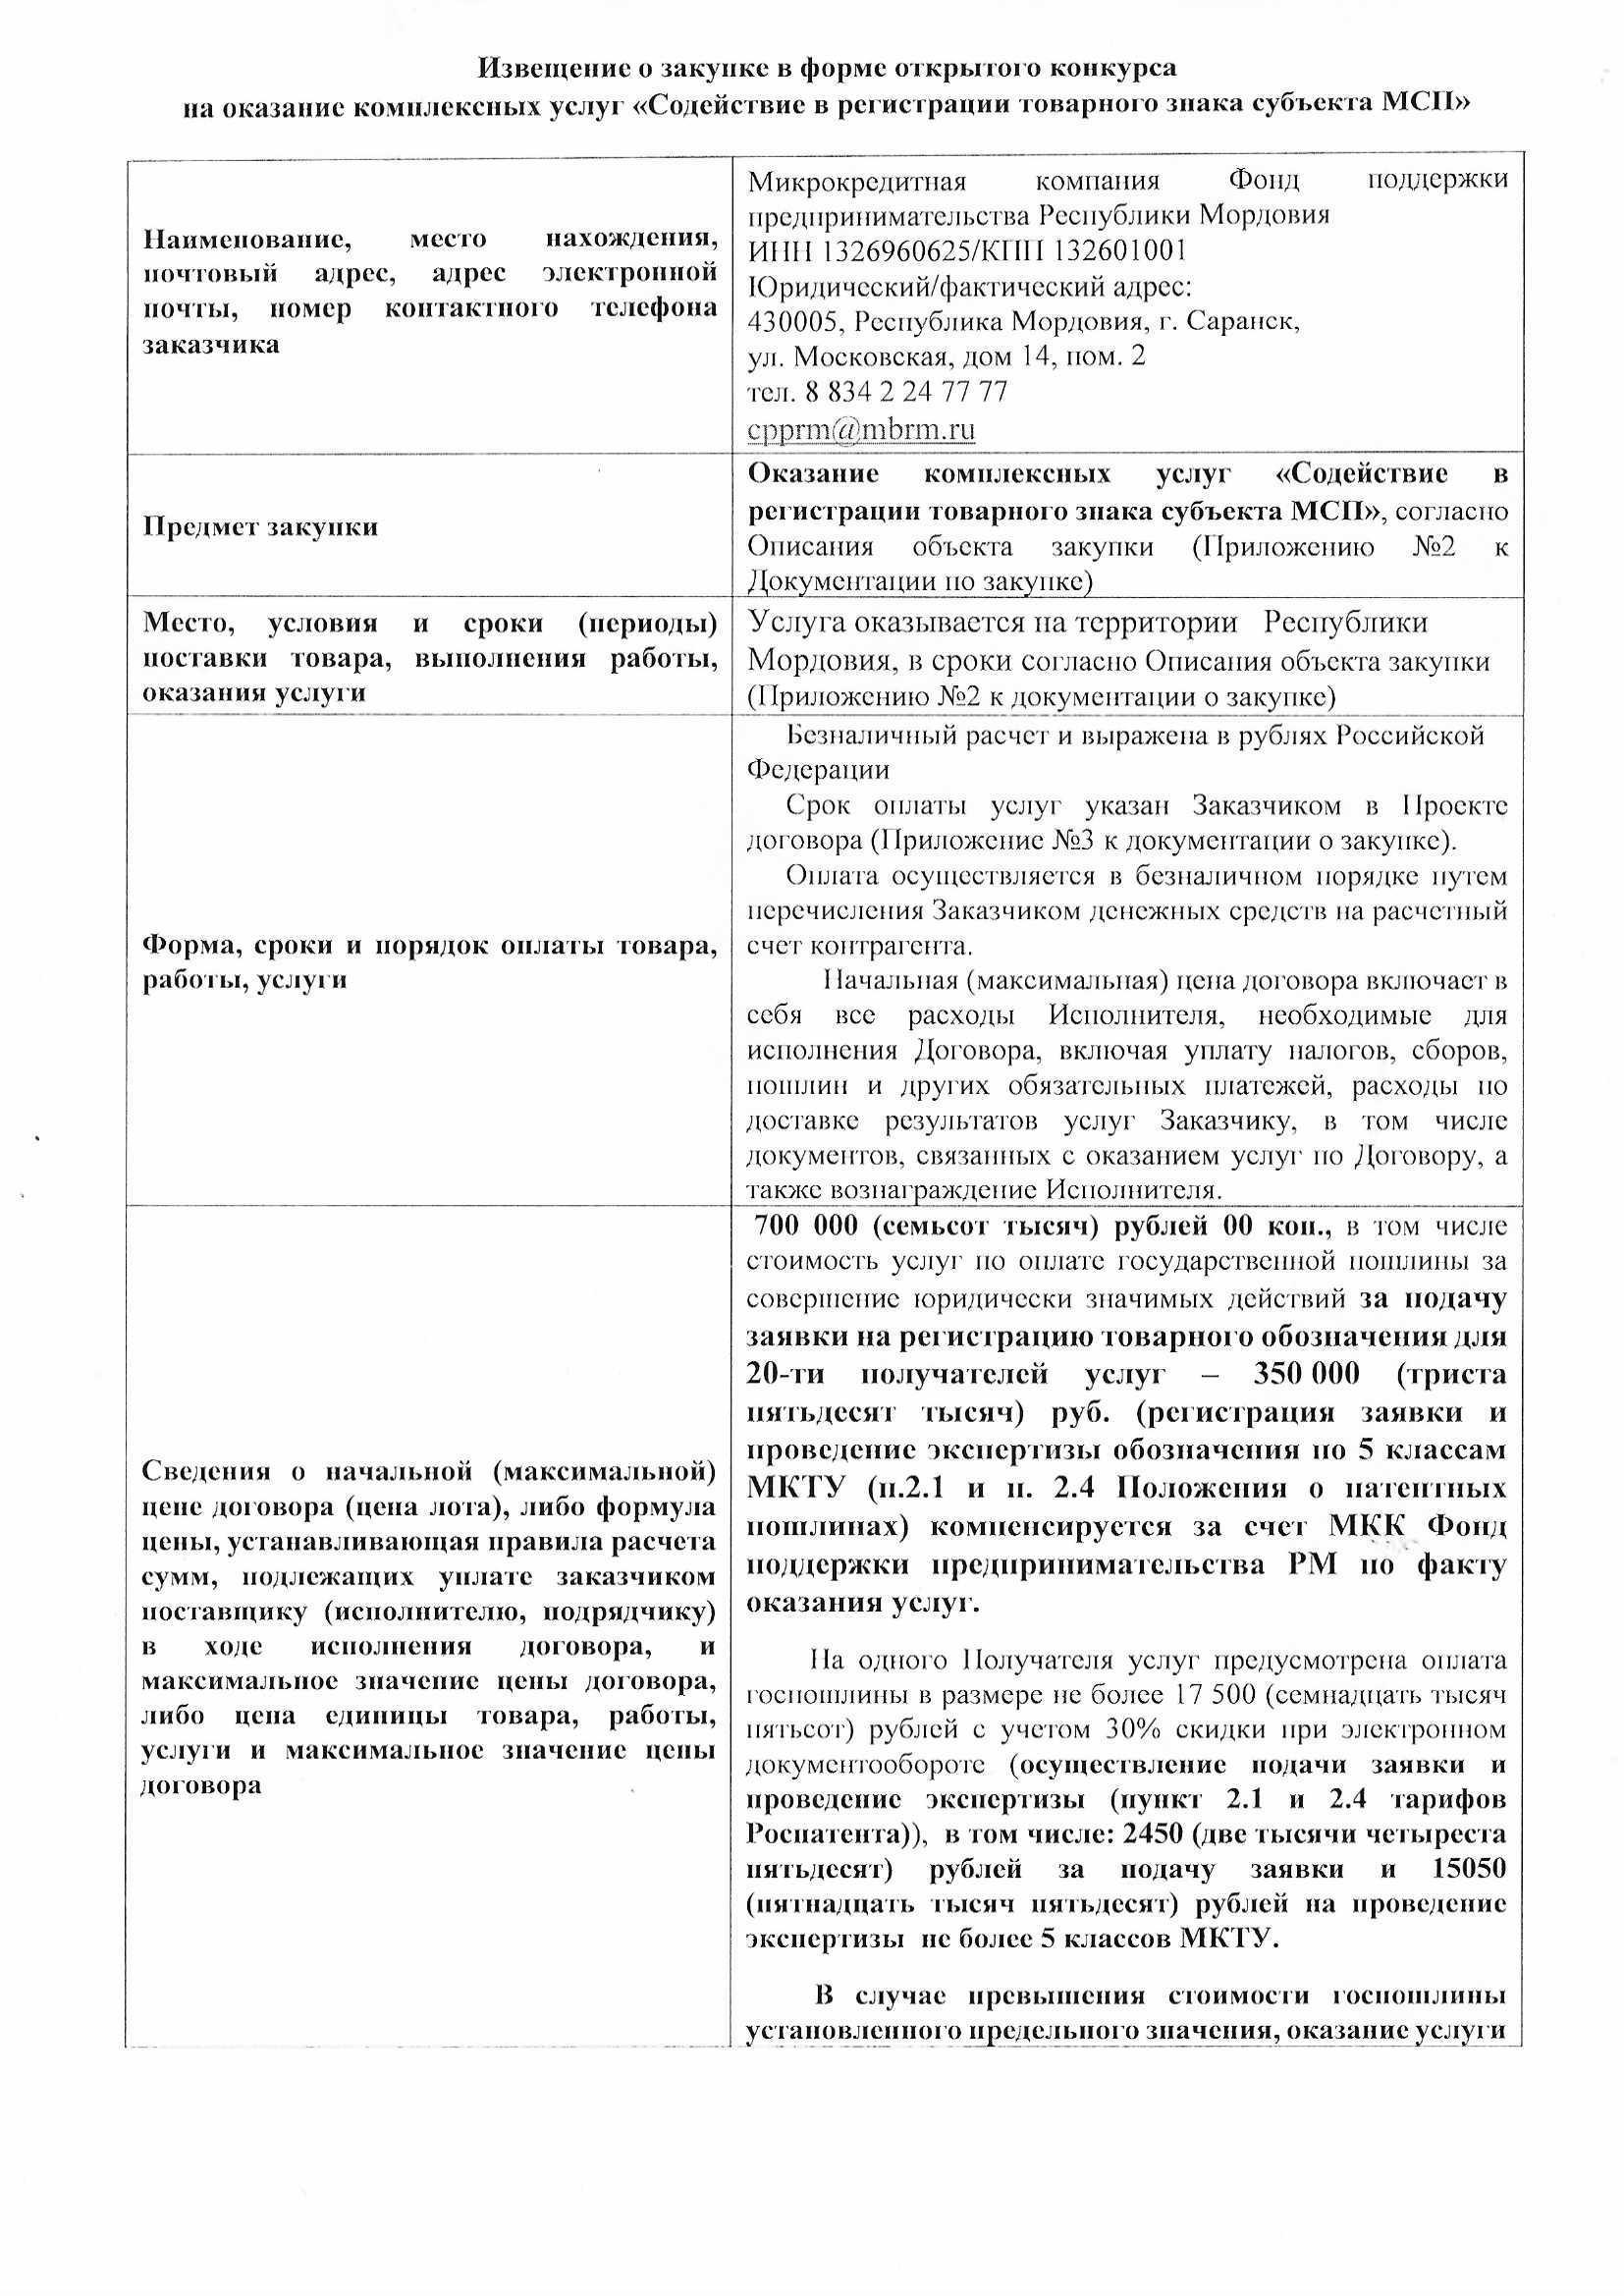 Извещение о закупке в форме открытого конкурса
на оказание комплексных услуг «Содействие в регистрации товарного знака субъекта МСП»
Наименование, место нахождения,
почтовый адрес, адрес электронной
почты, номер контактного телефона
заказчика
Микрокредитная компания Фонд поддержки
предпринимательства Республики Мордовия
ИНН 1326960625/КПП 132601001
Юридический/фактический адрес:
430005, Республика Мордовия, г. Саранск,
ул. Московская, дом 14, пом. 2
тел. 8 834 2 24 77 77
cpprm@mbrm.ru
Предмет закупки
Оказание комплексных услуг «Содействие в
регистрации товарного знака субъекта МСП», согласно
Описания объекта закупки (Приложению №2 к
Документации по закупке)
Место, условия и сроки (периоды)
поставки товара, выполнения работы,
оказания услуги
Услуга оказывается на территории Республики
Мордовия, в сроки согласно Описания объекта закупки
(Приложению №2 к документации о закупке)
Форма, сроки и порядок оплаты товара,
работы, услуги
Безналичный расчет и выражена в рублях Российской
Федерации
Срок оплаты услуг указан Заказчиком в Проекте
договора (Приложение №3 к документации о закупке).
Оплата осуществляется в безналичном порядке путем
перечисления Заказчиком денежных средств на расчетный
счет контрагента.
Начальная (максимальная) цена договора включает в
себя все расходы Исполнителя, необходимые для
исполнения Договора, включая уплату налогов, сборов,
пошлин и других обязательных платежей, расходы по
доставке результатов услуг Заказчику, в том числе
документов, связанных с оказанием услуг по Договору, а
также вознаграждение Исполнителя.
Сведения о начальной (максимальной)
цене договора (цена лота), либо формула
цены, устанавливающая правила расчета
сумм, подлежащих уплате заказчиком
поставщику (исполнителю, подрядчику)
в ходе исполнения договора, и
максимальное значение цены договора,
либо цена единицы товара, работы,
услуги и максимальное значение цены
договора
700 000 (семьсот тысяч) рублей 00 коп., в том числе
стоимость услуг по оплате государственной пошлины за
совершение юридически значимых действий за подачу
заявки на регистрацию товарного обозначения для
20-ти получателей услуг – 350 000 (триста
пятьдесят тысяч) руб. (регистрация заявки и
проведение экспертизы обозначения по 5 классам
МКТУ (п.2.1 и п. 2.4 Положения о патентных
пошлинах) компенсируется за счет МКК Фонд
поддержки предпринимательства РМ по факту
оказания услуг.
На одного Получателя услуг предусмотрена оплата
госпошлины в размере не более 17 500 (семнадцать тысяч
пятьсот) рублей с учетом 30% скидки при электронном
документообороте (осуществление подачи заявки и
проведение экспертизы (пункт 2.1 и 2.4 тарифов
Роспатента)), в том числе: 2450 (две тысячи четыреста
пятьдесят) рублей за подачу заявки и 15050
(пятнадцать тысяч пятьдесят) рублей на проведение
экспертизы не более 5 классов МКТУ.
В случае превышения стоимости госпошлины
установленного предельного значения, оказание услуги